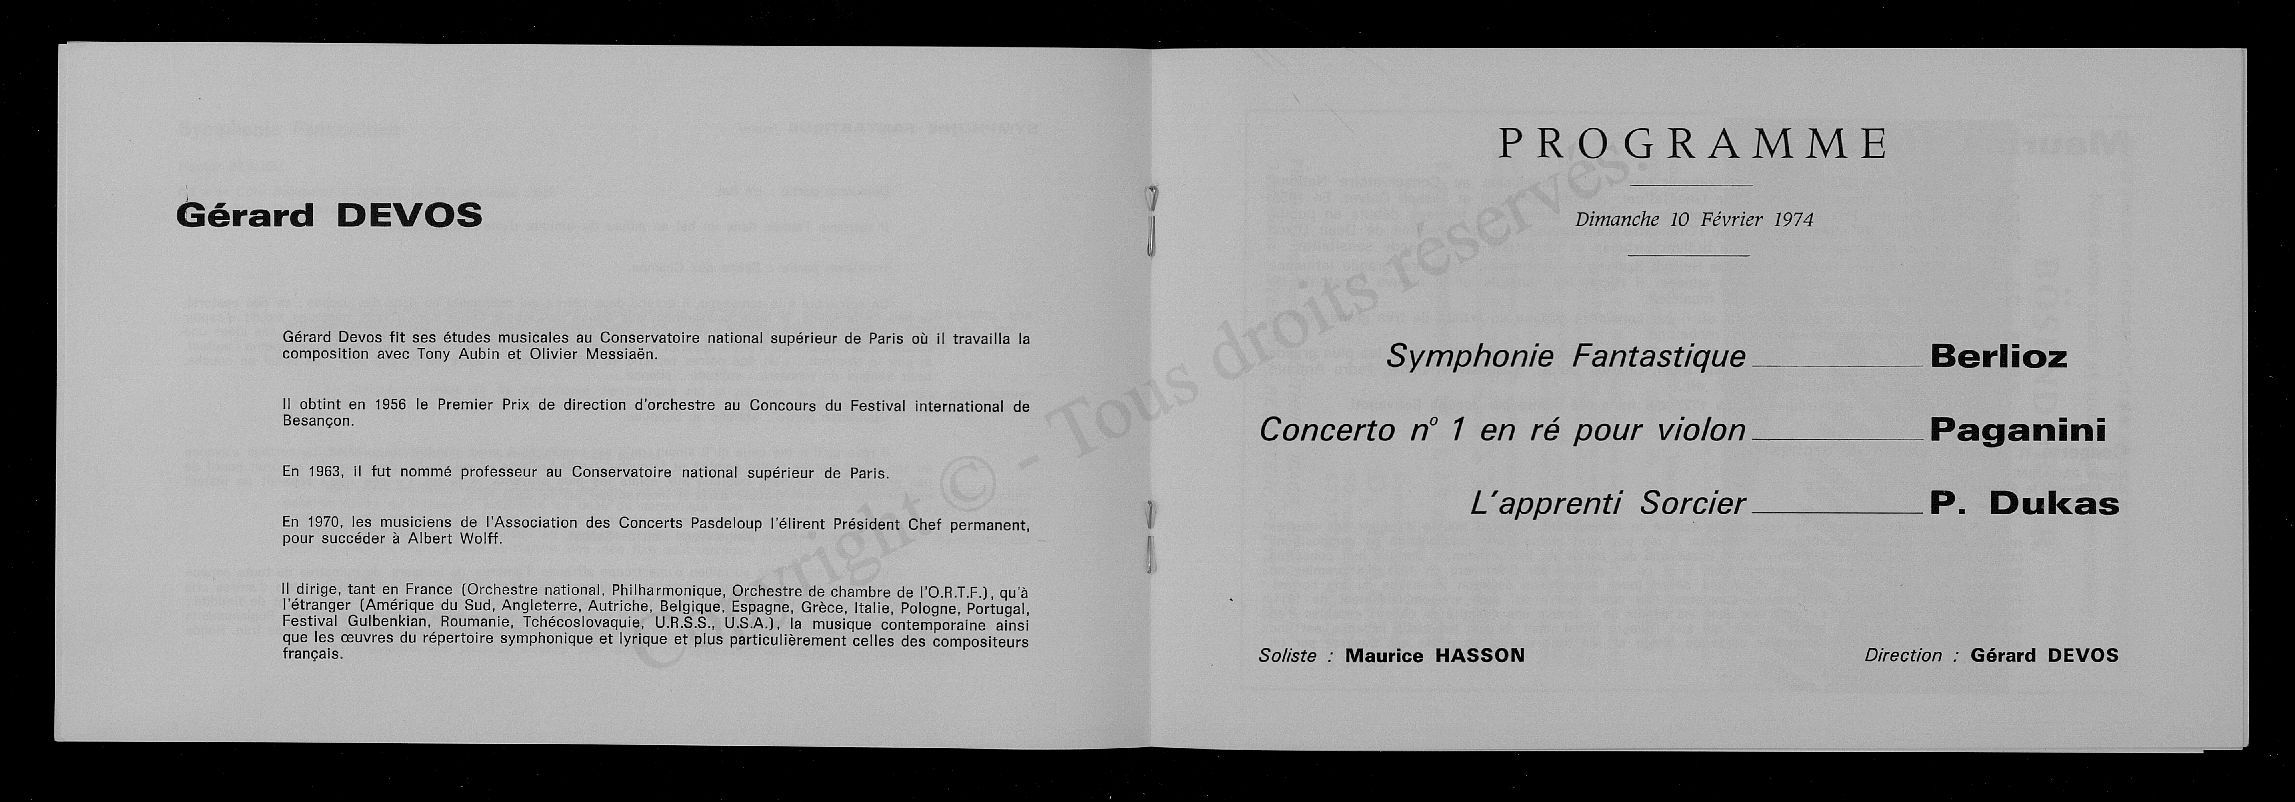 Gérard DEVOS
Gérard Devos fit ses études musicales au Conservatoire national supérieur de Paris où il travailla la
composition avec Tony Aubin et Olivier Messiaën.
Il obtint en 1956 le Premier Prix de direction d'orchestre au Concours du Festival international de
Besançon.
En 1963, il fut nommé professeur au Conservatoire national supérieur de Paris.
En 1970, les musiciens de l'Association des Concerts Pasdeloup l'élirent Président Chef permanent,
pour succéder à Albert Wolff.
Il dirige, tant en France (Orchestre national, Philharmonique, Orchestre de chambre de l'O.R.T.F.), qu'à
l'étranger (Amérique du Sud, Angleterre, Autriche, Belgique, Espagne, Grèce, Italie, Pologne, Portugal,
Festival Gulbenkian, Roumanie, Tchécoslovaquie, U.R.S.S., U.S.A.), la musique contemporaine ainsi
que les œuvres du répertoire symphonique et lyrique et plus particulièrement celles des compositeurs
français.
PROGRAMME
Dimanche 10 Février 1974
Symphonie Fantastique Berlioz
Concerto n° 1 en ré pour violon Paganini
L'apprenti Sorcier P. Dukas
Soliste : Maurice HASSON Direction : Gérard DEVOS
Copyright © - Tous droits réservés.